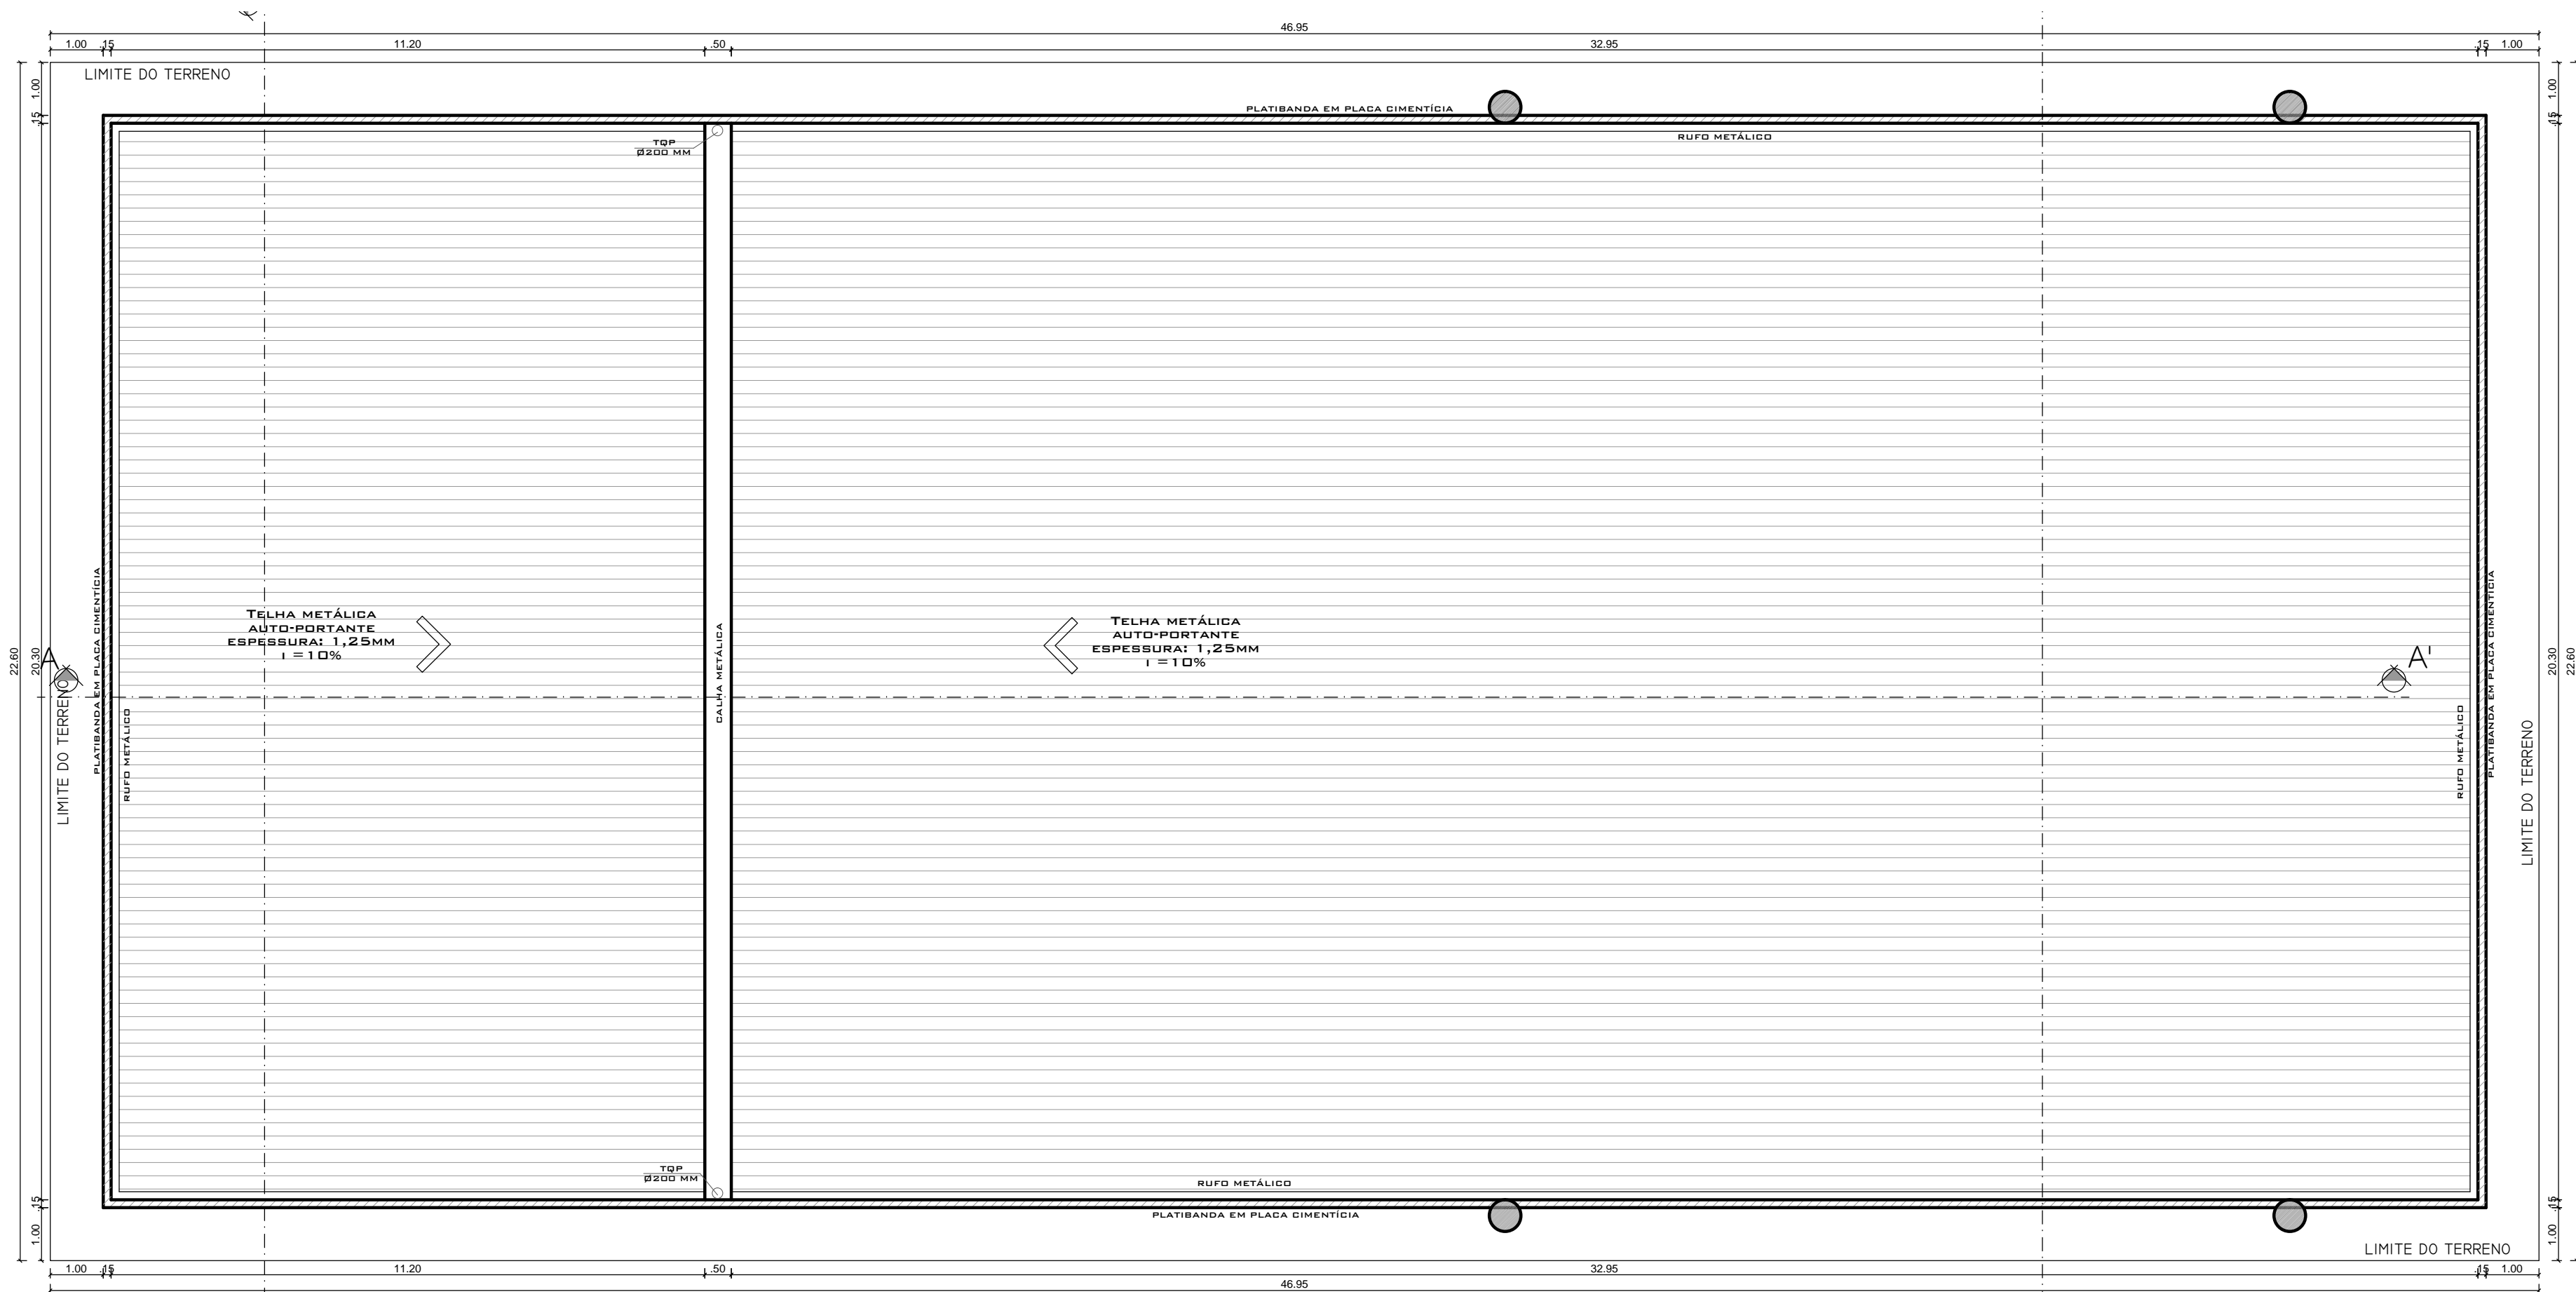 46.95
1.00 .15 11.20 .50 32.95 .15 1.00
LIMITE DO TERRENO
1.00
.15
20.30
22.60
.15
1.00
1.00
.15
20.30
22.60
.15
1.00
PLATIBANDA EM PLACA CIMENTÍCIA
RUFO METÁLICO
TQP
Ø200 MM
PLATIBANDA EM PLACA CIMENTÍCIA
RUFO METÁLICO
LIMITE DO TERRENO
A
TELHA METÁLICA
AUTO-PORTANTE
ESPESSURA: 1,25MM
I =10%
CALHA METÁLICA
TELHA METÁLICA
AUTO-PORTANTE
ESPESSURA: 1,25MM
I =10%
A'
RUFO METÁLICO
PLATIBANDA EM PLACA CIMENTÍCIA
LIMITE DO TERRENO
TQP
Ø200 MM
RUFO METÁLICO
PLATIBANDA EM PLACA CIMENTÍCIA
LIMITE DO TERRENO
1.00 .15 11.20 .50 32.95 .15 1.00
46.95